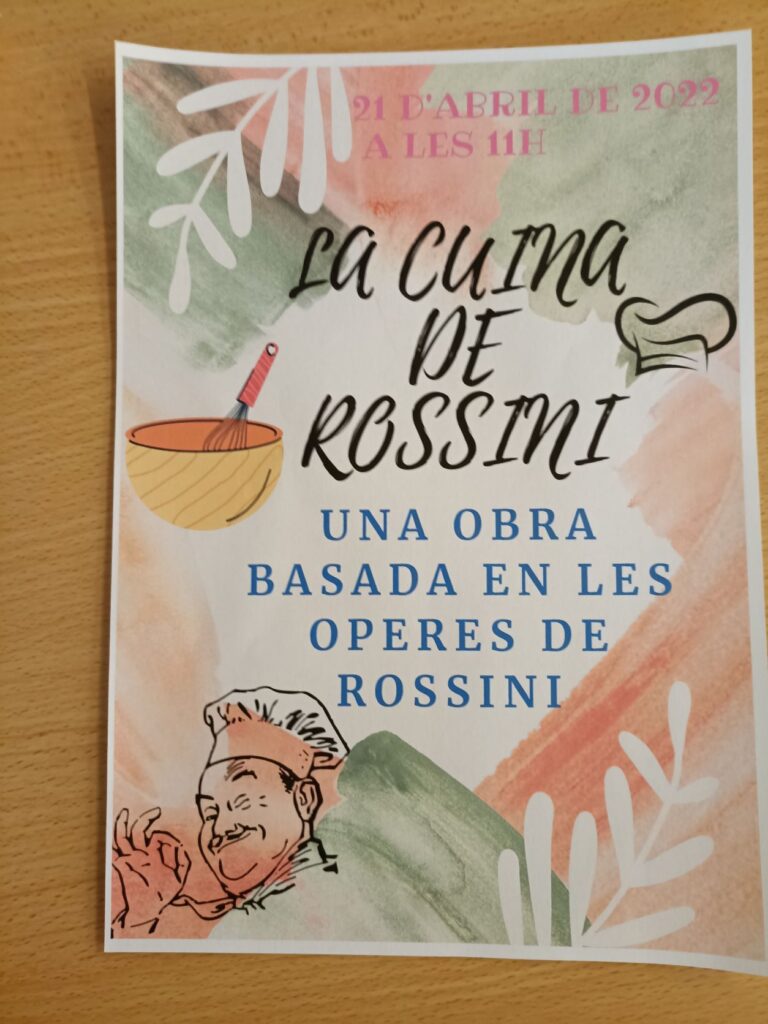 21 D'ABRIL DE 2022
A LES 11H
LA CUINA
DE
ROSSINI
UNA OBRA
BASADA EN LES
OPERES DE
ROSSINI